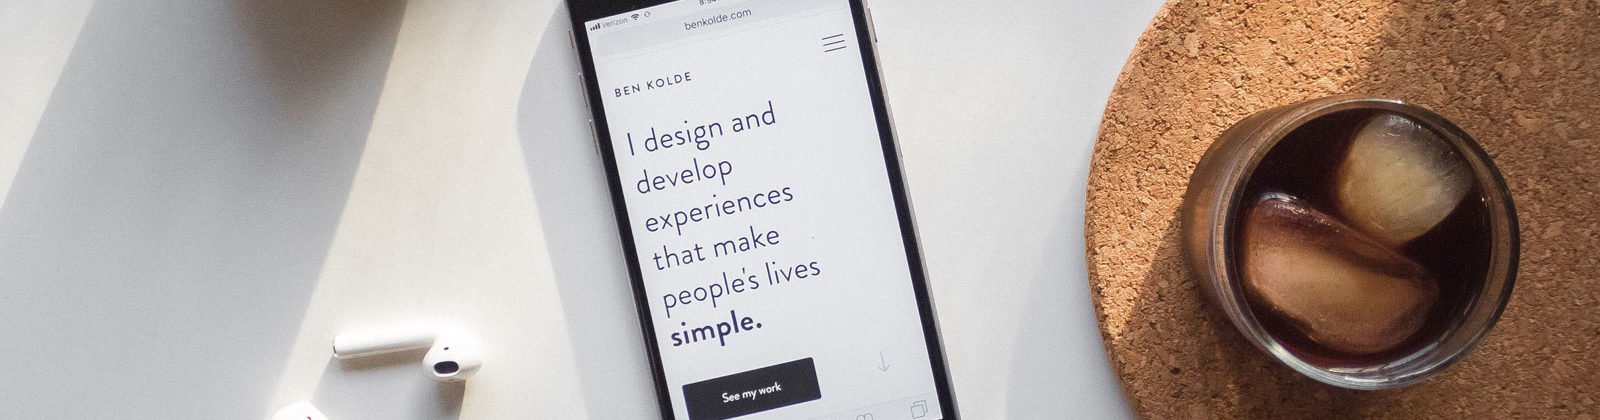 Verizon
benkolde.com
BEN KOLDE
I design and
develop
experiences
that make
people's lives
simple.
See my work